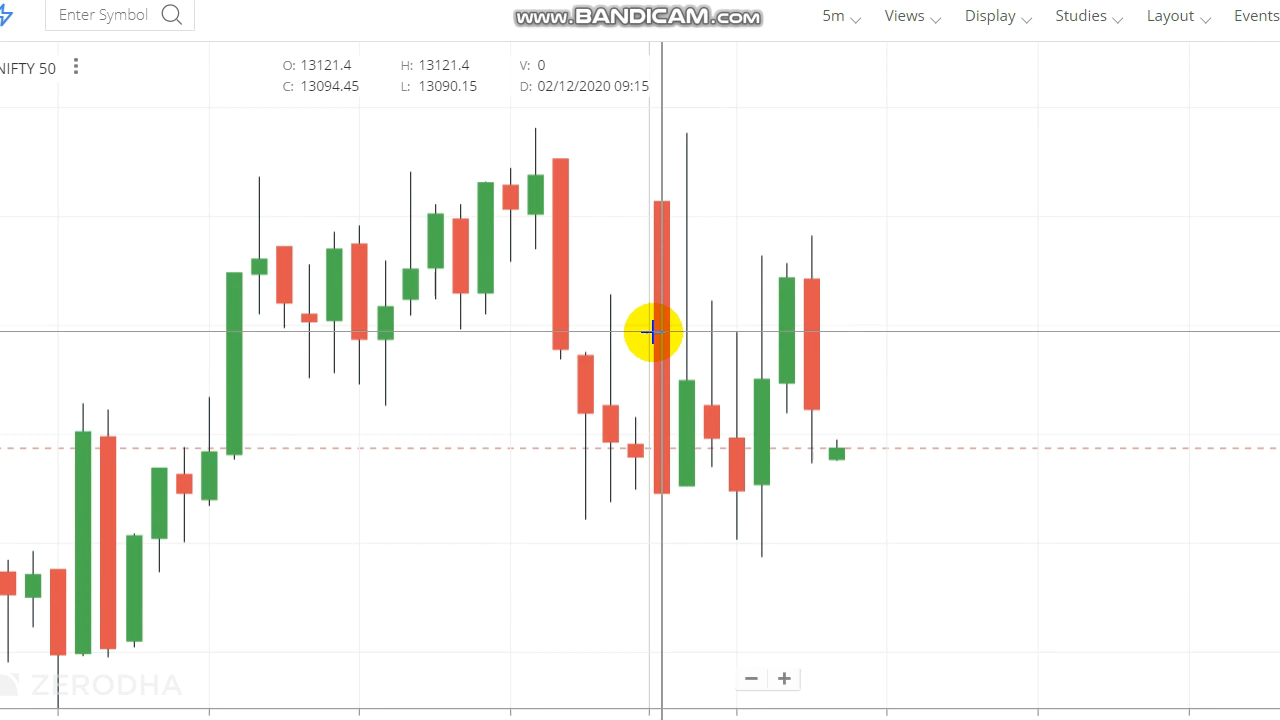 Enter Symbol
www.BANDICAM.com
5m Views Display Studies Layout Events
NIFTY 50
O: 13121.4 H: 13121.4 V: 0
C: 13094.45 L: 13090.15 D: 02/12/2020 09:15
ZERODHA